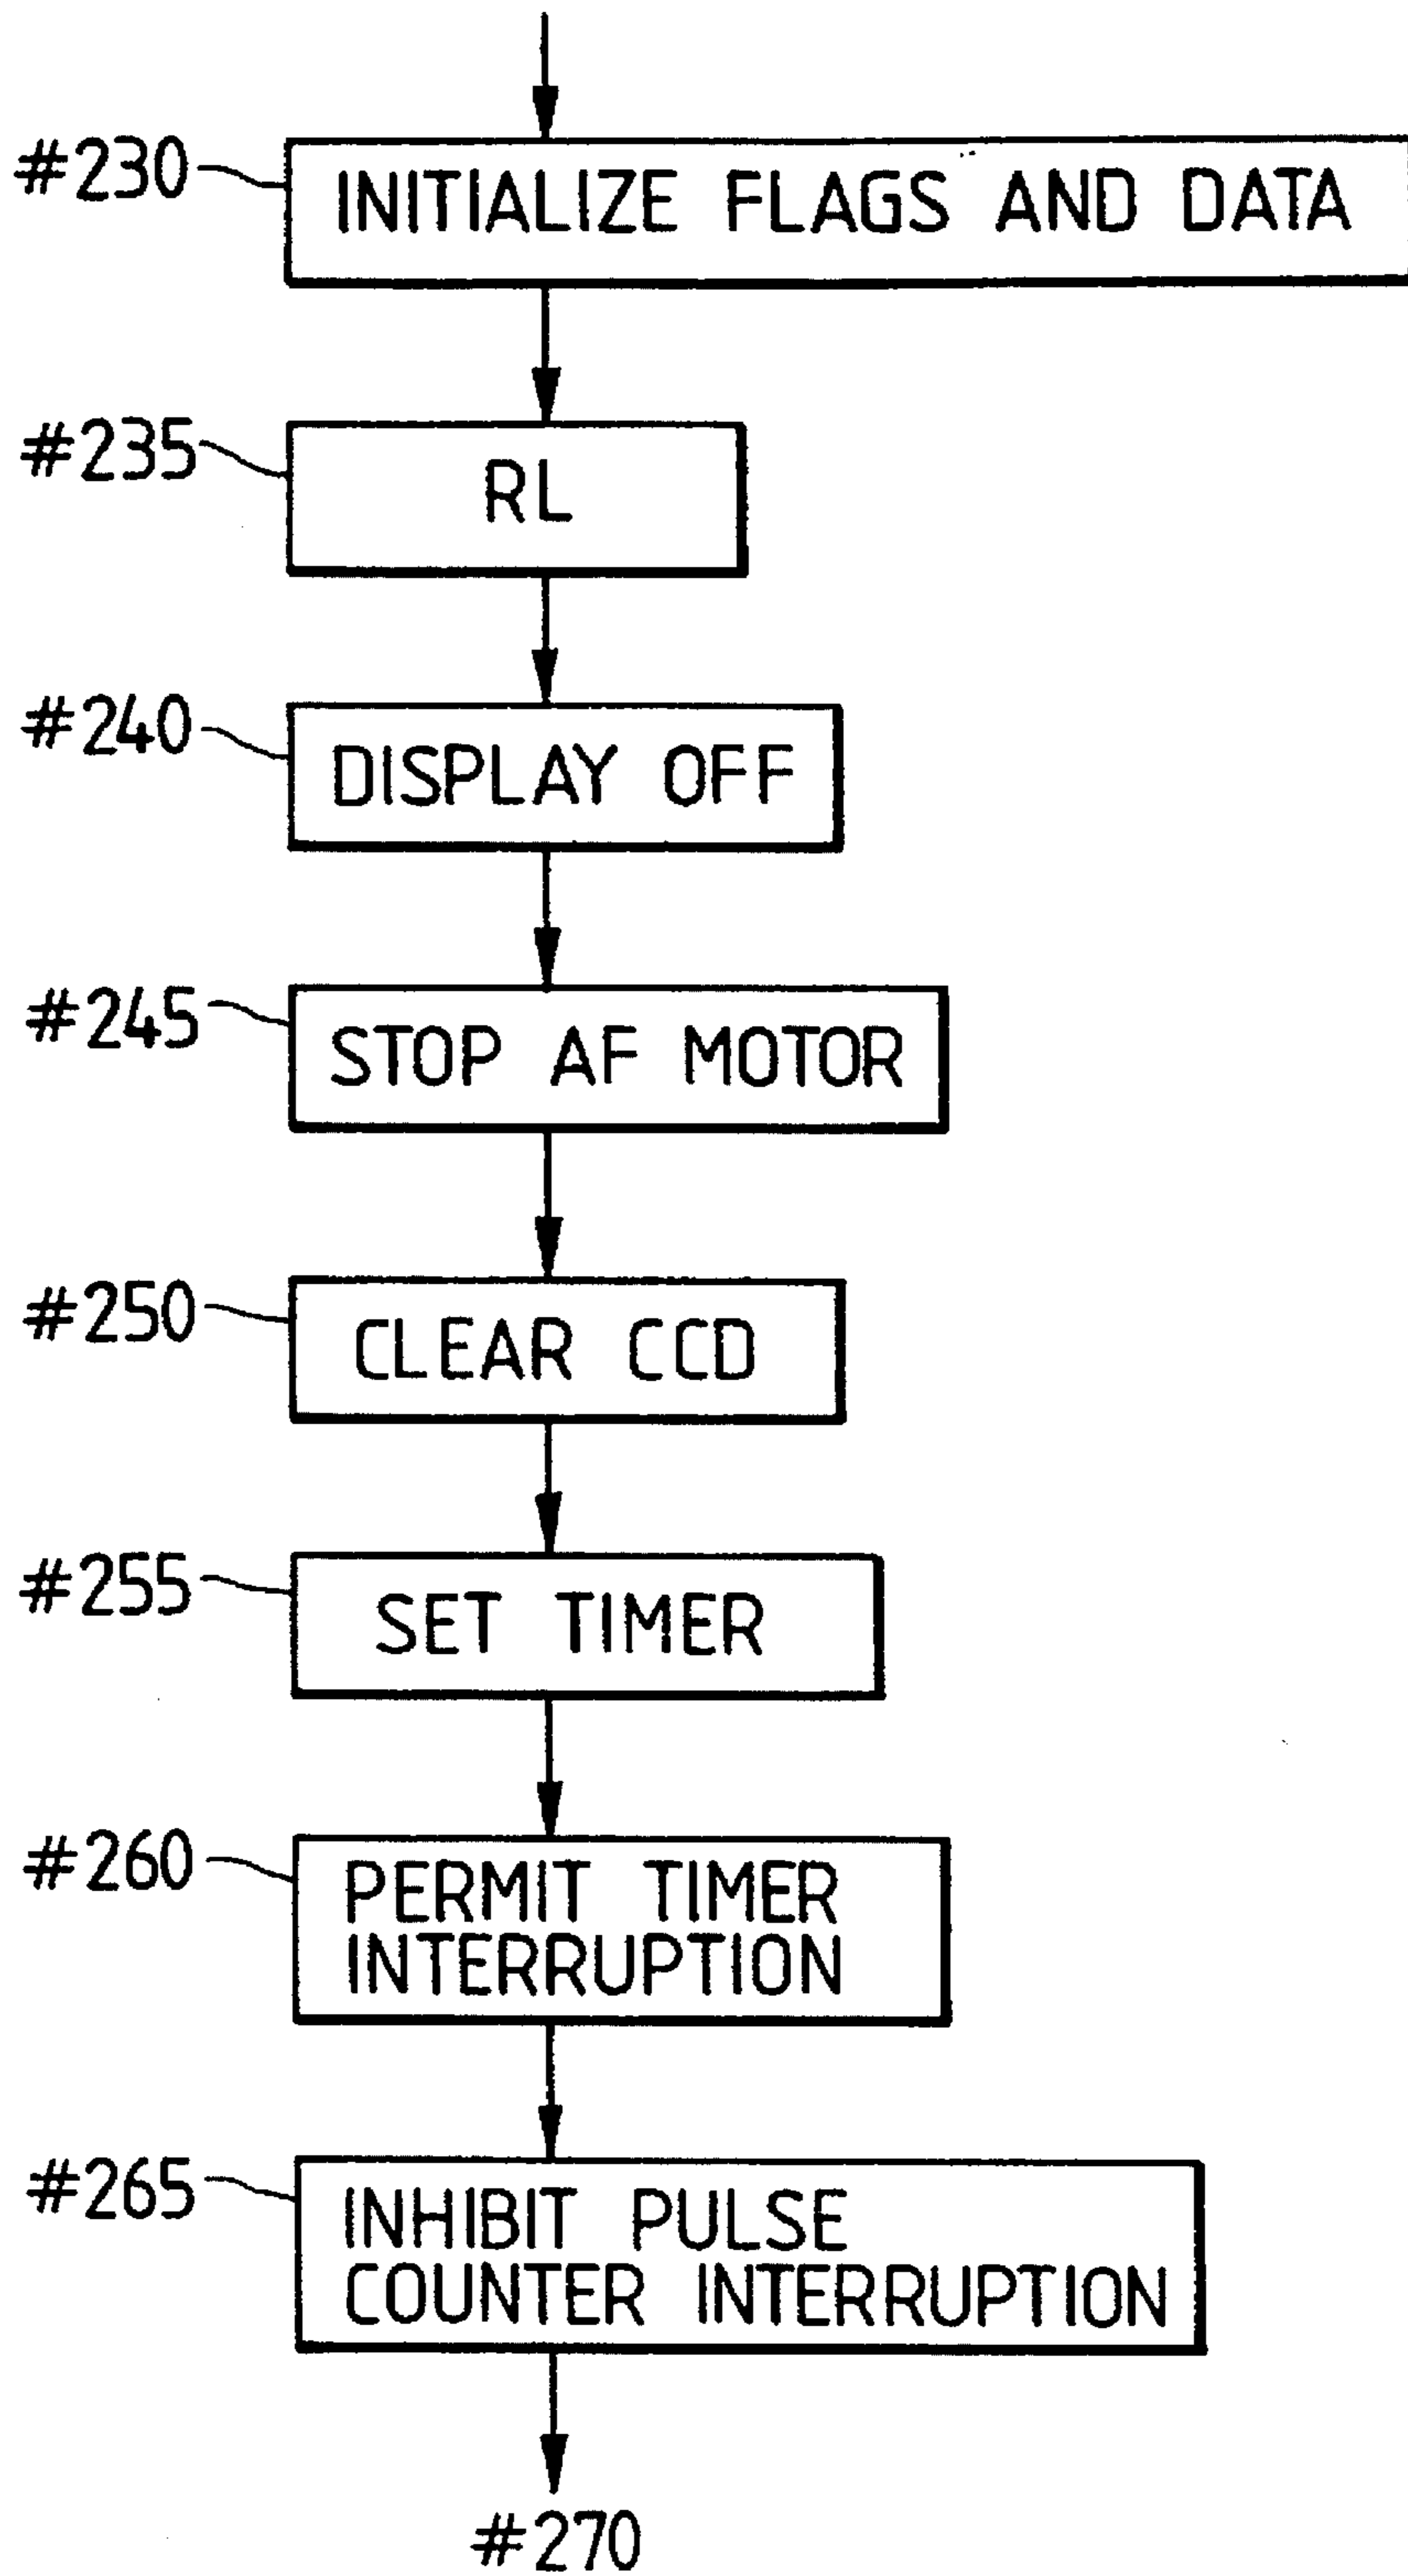 #230
INITIALIZE FLAGS AND DATA
#235
RL
#240
DISPLAY OFF
#245
STOP AF MOTOR
#250
CLEAR CCD
#255
SET TIMER
#260
PERMIT TIMER
INTERRUPTION
#265
INHIBIT PULSE
COUNTER INTERRUPTION
#270